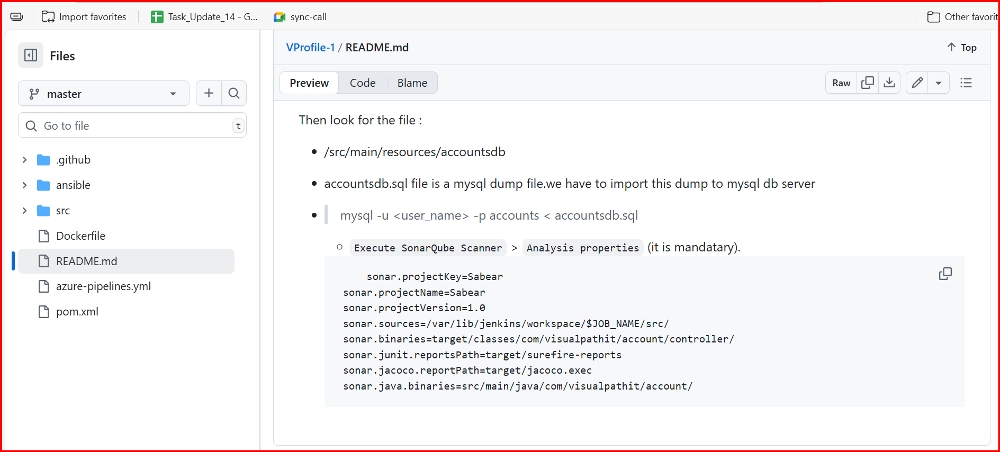 Import favorites
Task_Update_14 - G...
sync-call
Other favorit
Files
master
Go to file
t
.github
ansible
src
Dockerfile
README.md
azure-pipelines.yml
pom.xml
VProfile-1 / README.md
Top
Preview
Code
Blame
Raw
Then look for the file :
/src/main/resources/accountsdb
accountsdb.sql file is a mysql dump file.we have to import this dump to mysql db server
mysql -u <user_name> -p accounts < accountsdb.sql
Execute SonarQube Scanner > Analysis properties (it is mandatary).
sonar.projectKey=Sabear
sonar.projectName=Sabear
sonar.projectVersion=1.0
sonar.sources=/var/lib/jenkins/workspace/$JOB_NAME/src/
sonar.binaries=target/classes/com/visualpathit/account/controller/
sonar.junit.reportsPath=target/surefire-reports
sonar.jacoco.reportPath=target/jacoco.exec
sonar.java.binaries=src/main/java/com/visualpathit/account/